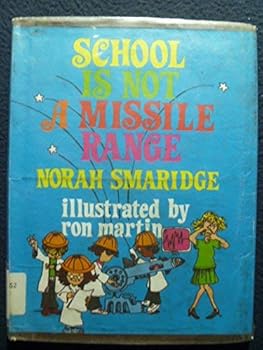 SCHOOL
IS NOT
A MISSILE
RANGE
NORAH SMARIDGE
illustrated by
ron martin